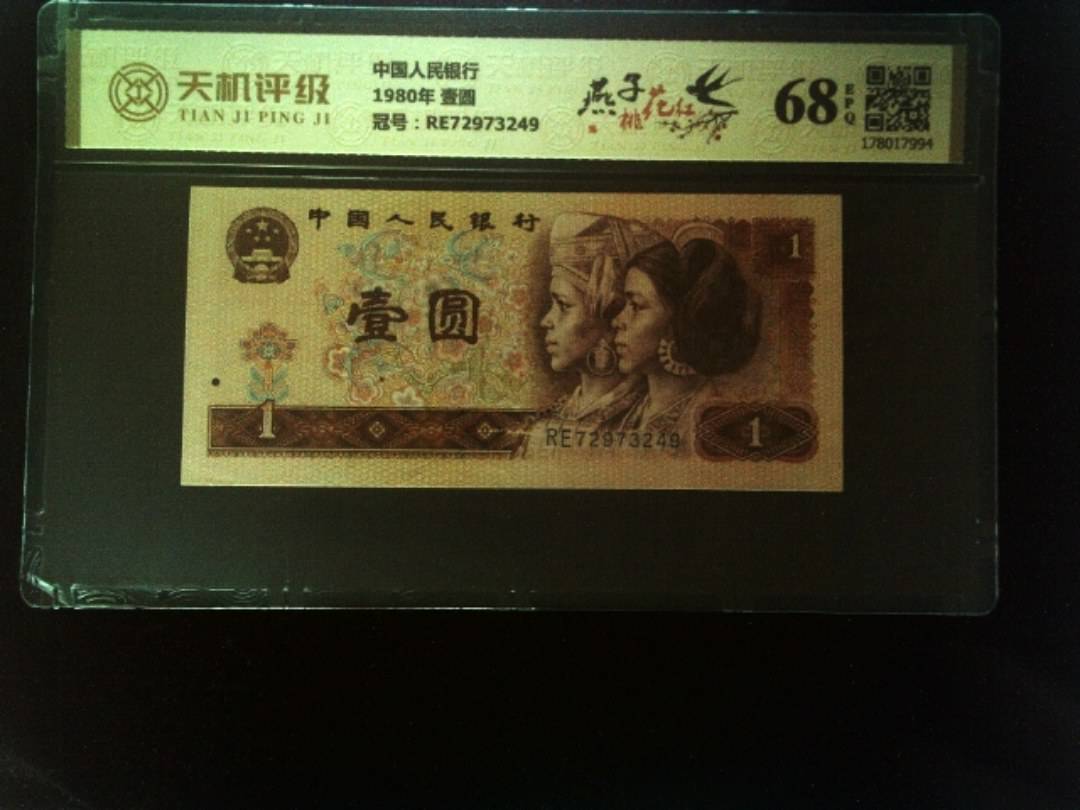 天机评级
TIAN JI PING JI
中国人民银行
1980年 壹圆
冠号：RE72973249
燕子
桃花红
68
EPQ
178017994
中国人民银行
1
壹圆
1
RE72973249
1